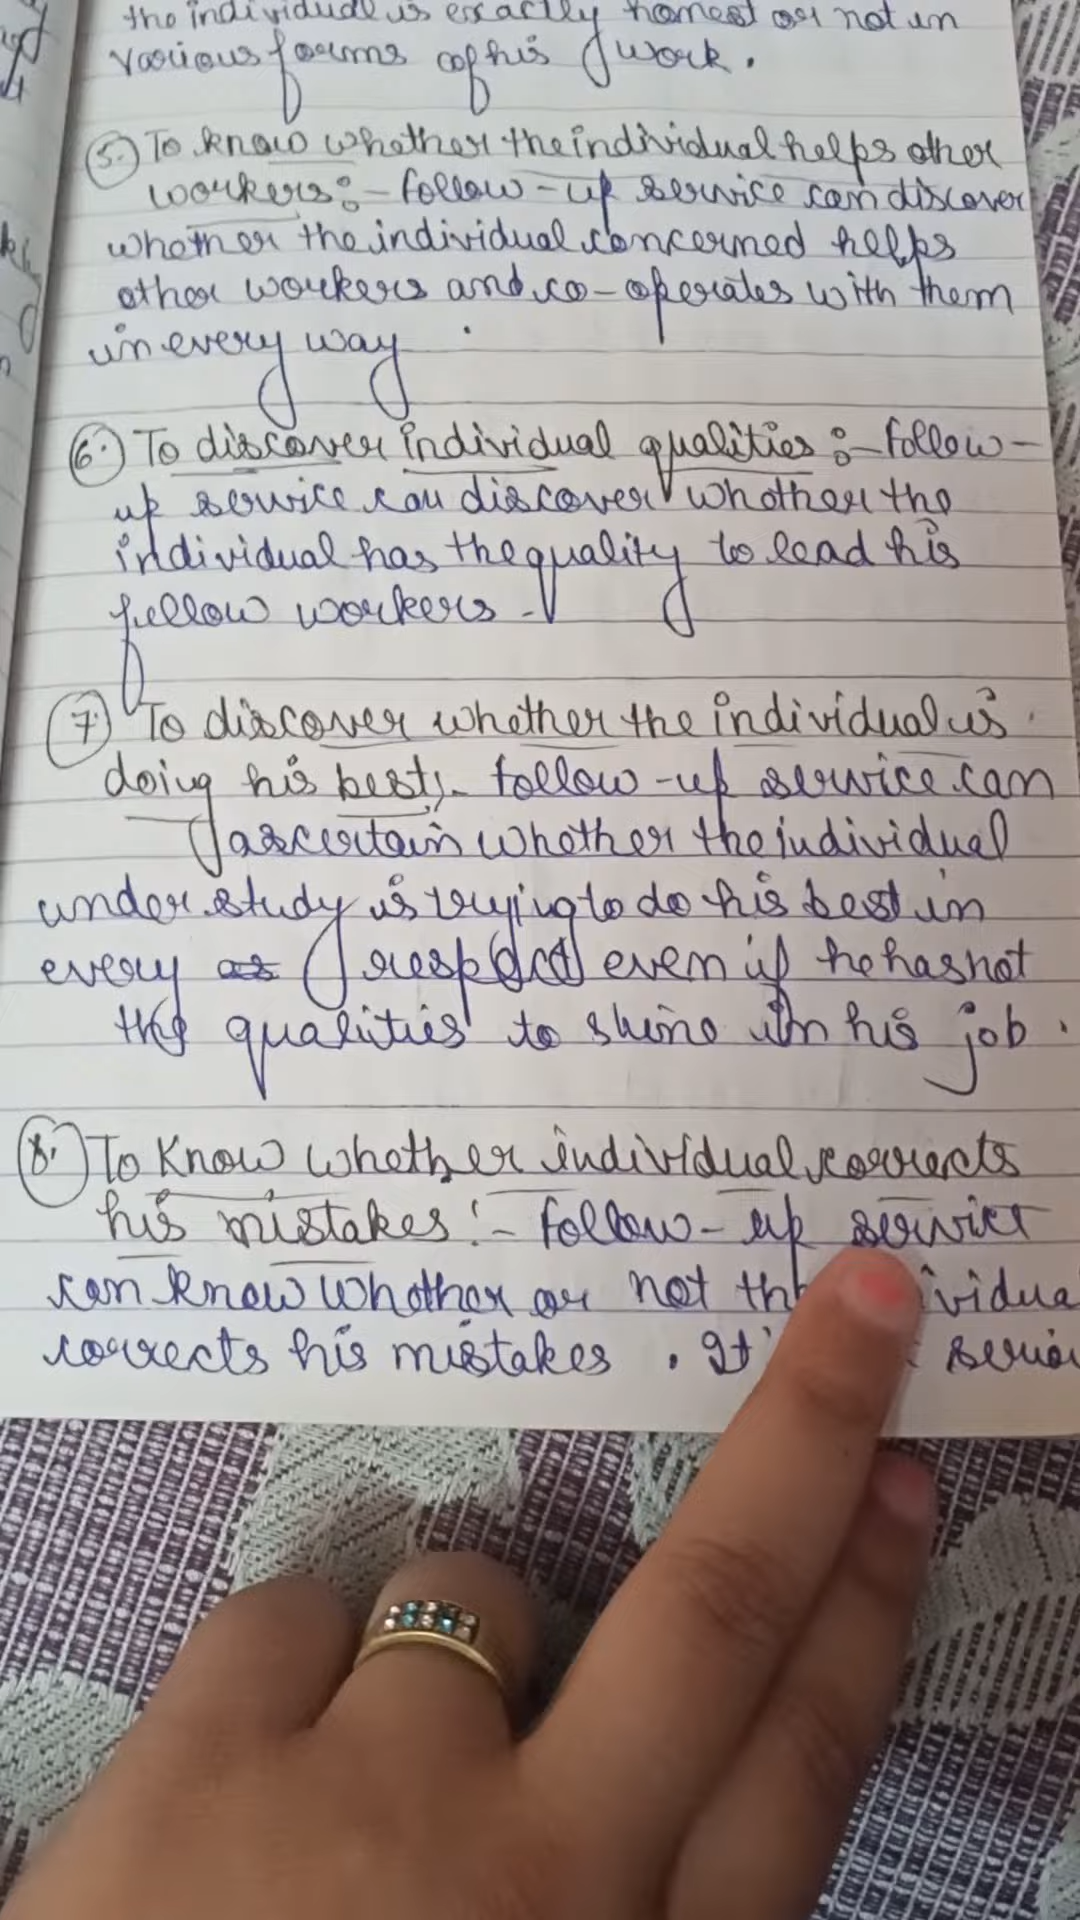 the individual is exactly honest or not in
various forms of his work.
5. To know whether the individual helps other
workers:- follow-up service can discover
whether the individual concerned helps
other workers and co-operates with them
in every way.
6. To discover individual qualities:- follow-
up service can discover whether the
individual has the quality to lead his
fellow workers.
7. To discover whether the individual is
doing his best:- follow-up service can
ascertain whether the individual
under study is trying to do his best in
every respect even if he has not
the qualities to shine in his job.
8. To Know whether individual corrects
his mistakes:- follow-up service
can know whether or not
corrects his mistakes. It